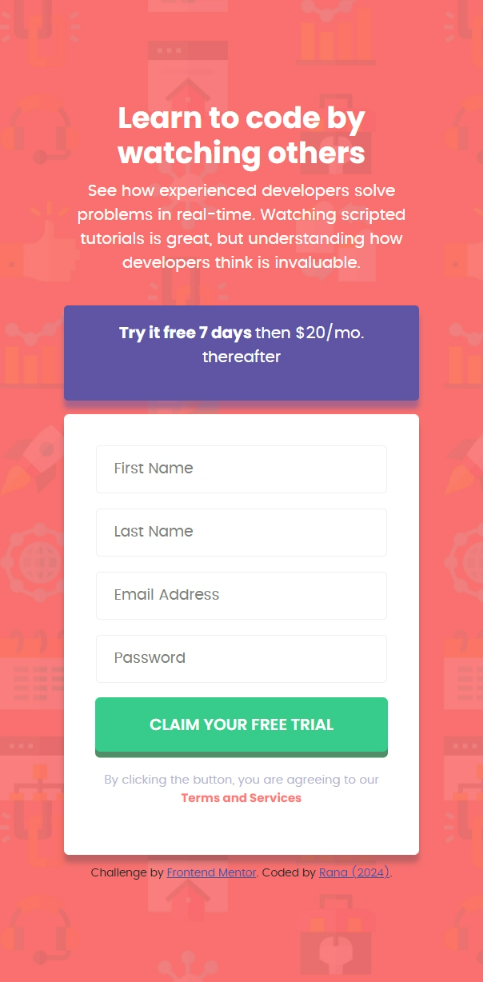 Learn to code by
watching others
See how experienced developers solve
problems in real-time. Watching scripted
tutorials is great, but understanding how
developers think is invaluable.
Try it free 7 days then $20/mo.
thereafter
First Name
Last Name
Email Address
Password
CLAIM YOUR FREE TRIAL
By clicking the button, you are agreeing to our
Terms and Services
Challenge by Frontend Mentor. Coded by Rana (2024).